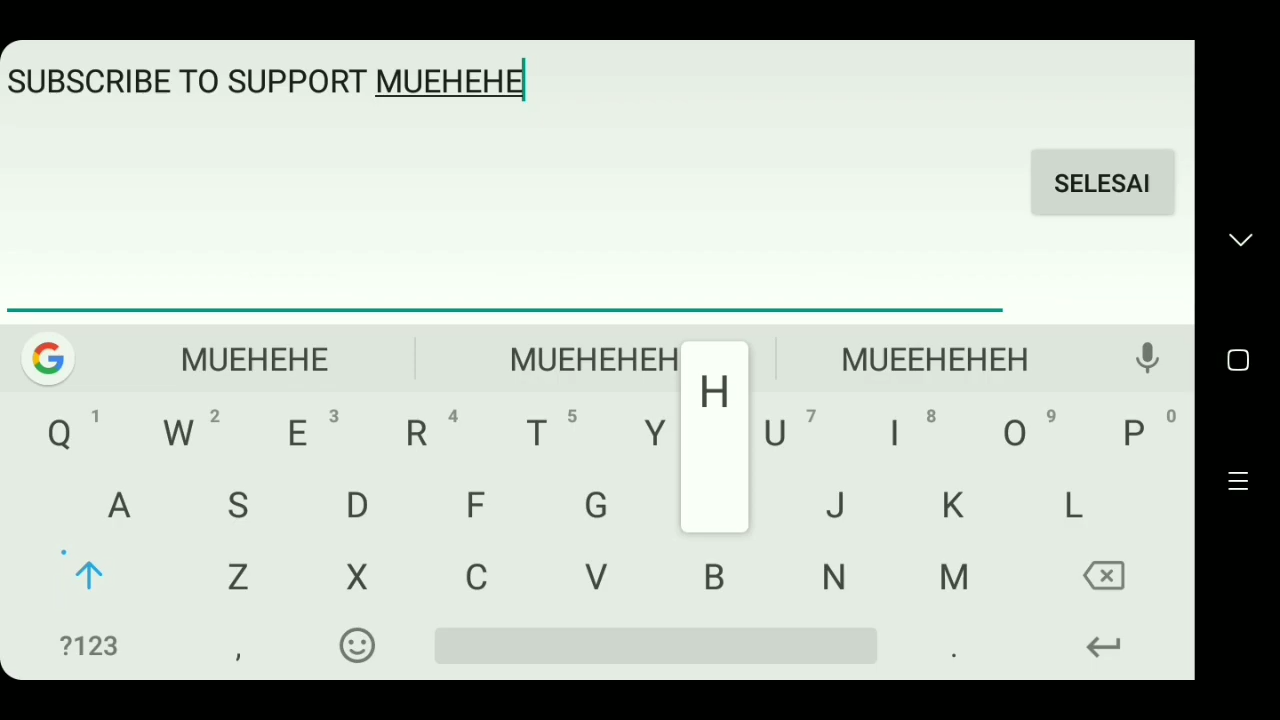 SUBSCRIBE TO SUPPORT MUEHEHE
SELESAI
MUEHEHE MUEHEHEH MUEEHEHEH
H
Q 1 W 2 E 3 R 4 T 5 Y U 7 I 8 O 9 P 0
A S D F G J K L
Z X C V B N M
?123 , .